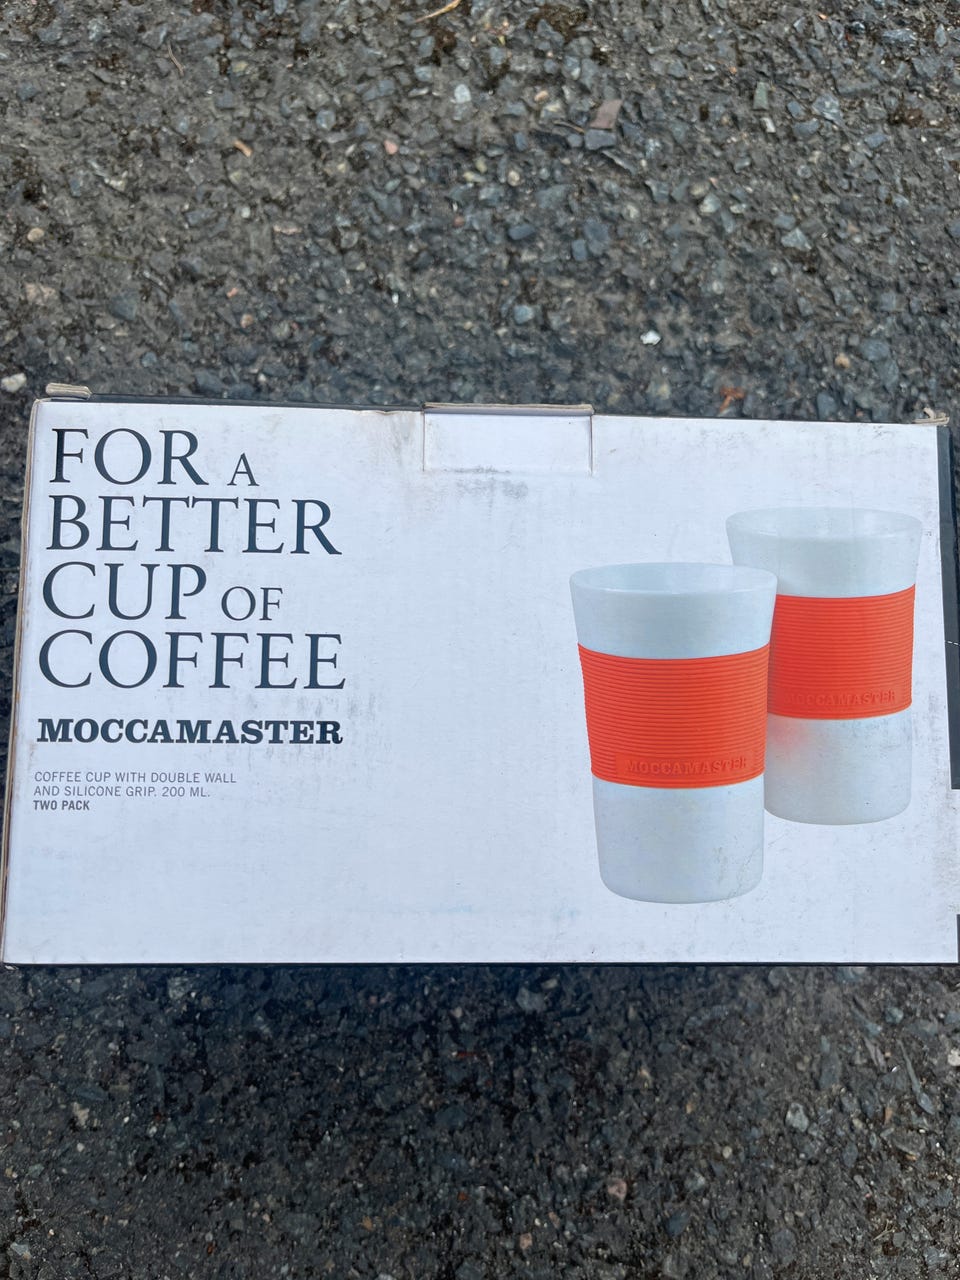 FOR A
BETTER
CUP OF
COFFEE
MOCCAMASTER
COFFEE CUP WITH DOUBLE WALL
AND SILICONE GRIP. 200 ML.
TWO PACK
MOCCAMASTER
MOCCAMASTER